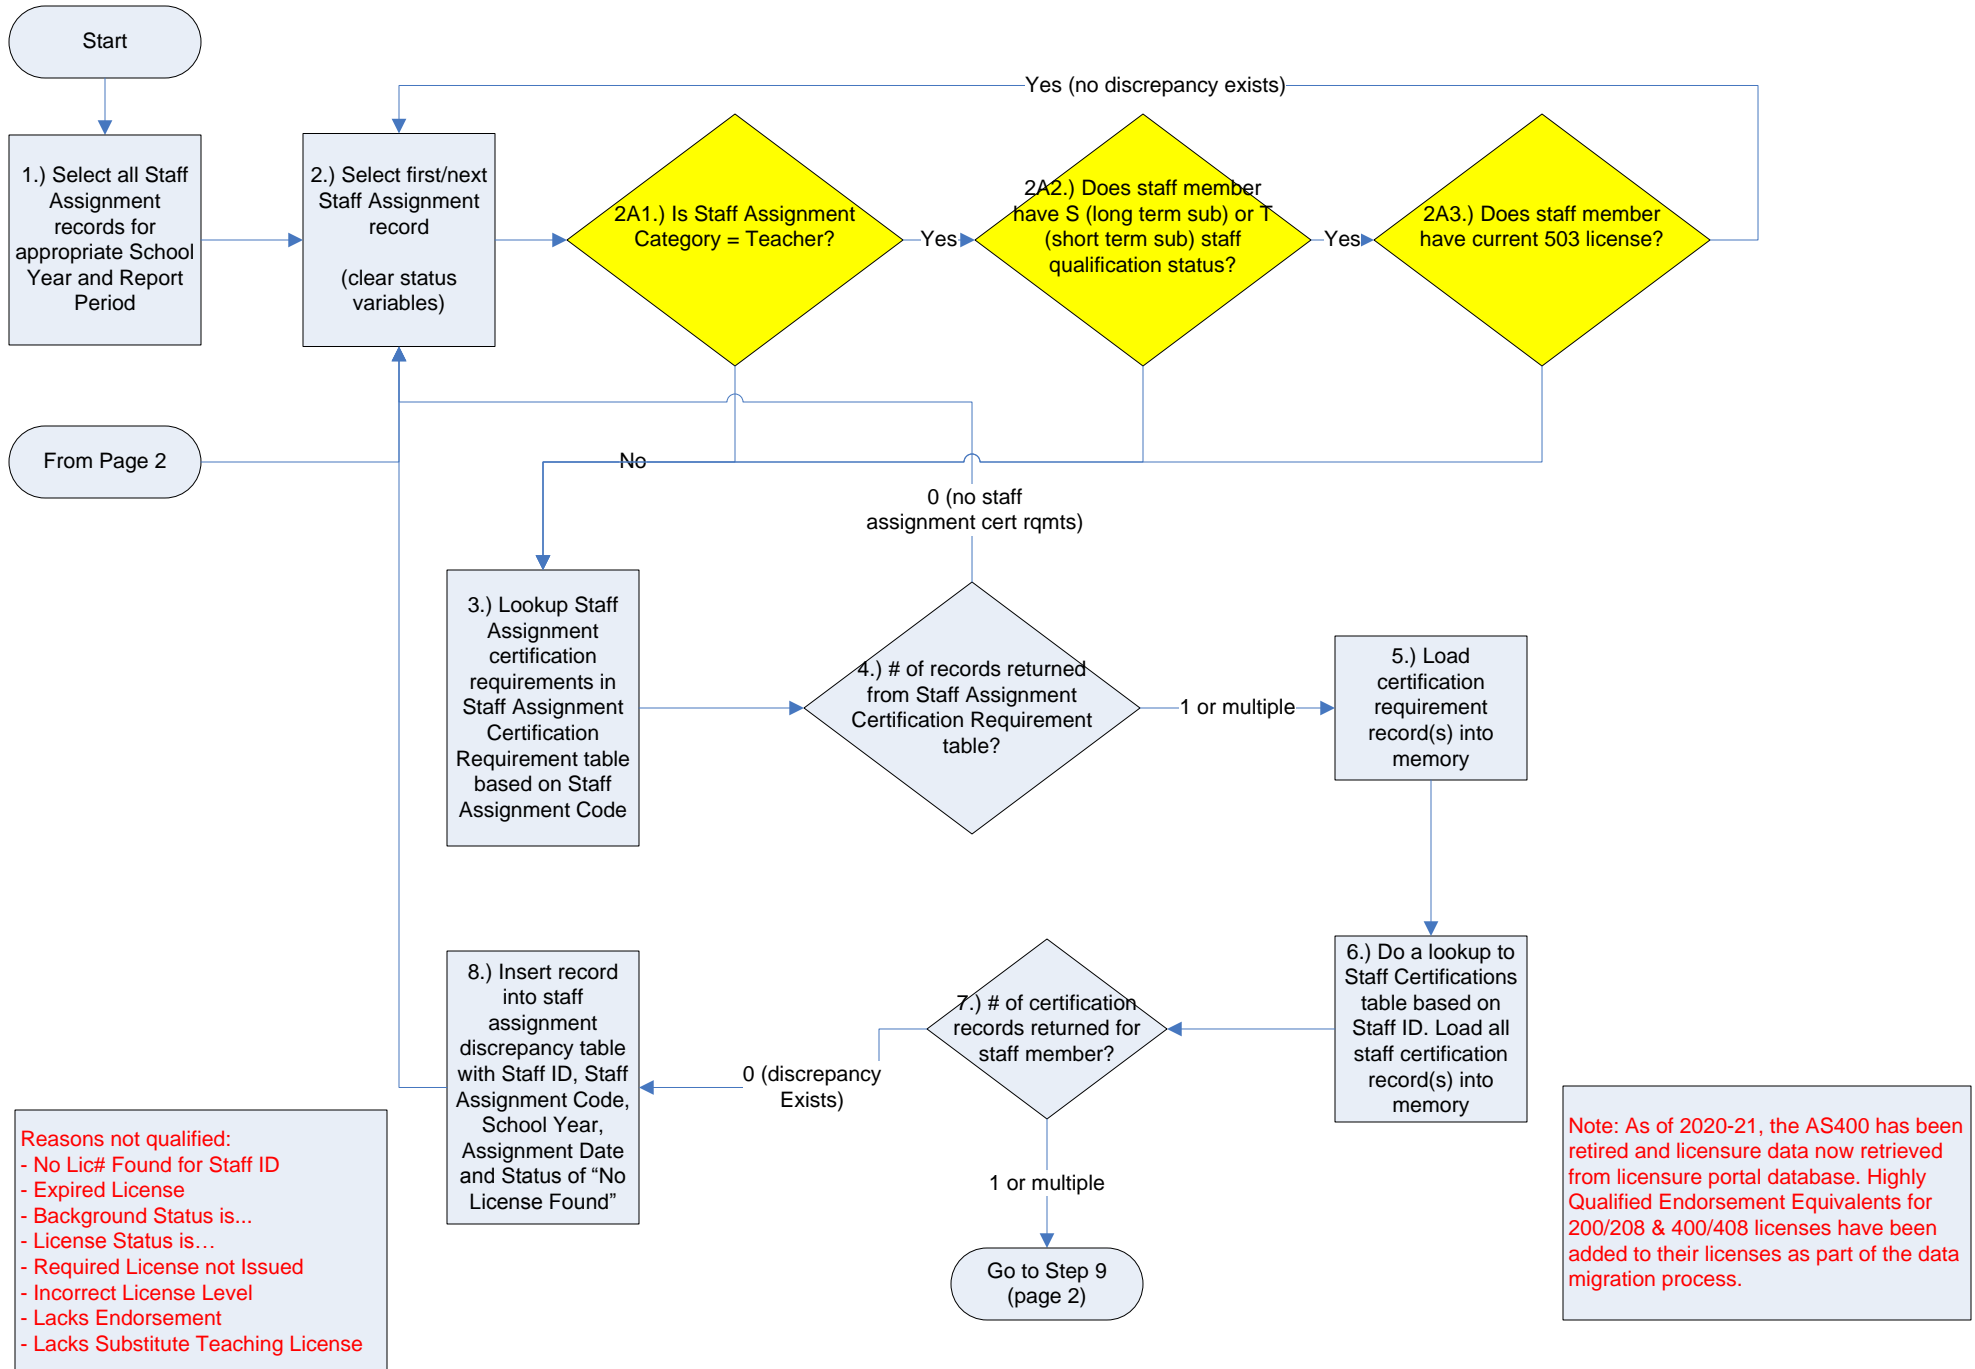 Start
Yes (no discrepancy exists)
1.) Select all Staff
Assignment
records for
appropriate School
Year and Report
Period
2.) Select first/next
Staff Assignment
record
(clear status
variables)
2A1.) Is Staff Assignment
Category = Teacher?
Yes
2A2.) Does staff member
have S (long term sub) or T
(short term sub) staff
qualification status?
Yes
2A3.) Does staff member
have current 503 license?
From Page 2
No
0 (no staff
assignment cert rqmts)
3.) Lookup Staff
Assignment
certification
requirements in
Staff Assignment
Certification
Requirement table
based on Staff
Assignment Code
4.) # of records returned
from Staff Assignment
Certification Requirement
table?
1 or multiple
5.) Load
certification
requirement
record(s) into
memory
6.) Do a lookup to
Staff Certifications
table based on
Staff ID. Load all
staff certification
record(s) into
memory
7.) # of certification
records returned for
staff member?
0 (discrepancy
Exists)
8.) Insert record
into staff
assignment
discrepancy table
with Staff ID, Staff
Assignment Code,
School Year,
Assignment Date
and Status of “No
License Found”
1 or multiple
Go to Step 9
(page 2)
Reasons not qualified:
- No Lic# Found for Staff ID
- Expired License
- Background Status is...
- License Status is…
- Required License not Issued
- Incorrect License Level
- Lacks Endorsement
- Lacks Substitute Teaching License
Note: As of 2020-21, the AS400 has been
retired and licensure data now retrieved
from licensure portal database. Highly
Qualified Endorsement Equivalents for
200/208 & 400/408 licenses have been
added to their licenses as part of the data
migration process.